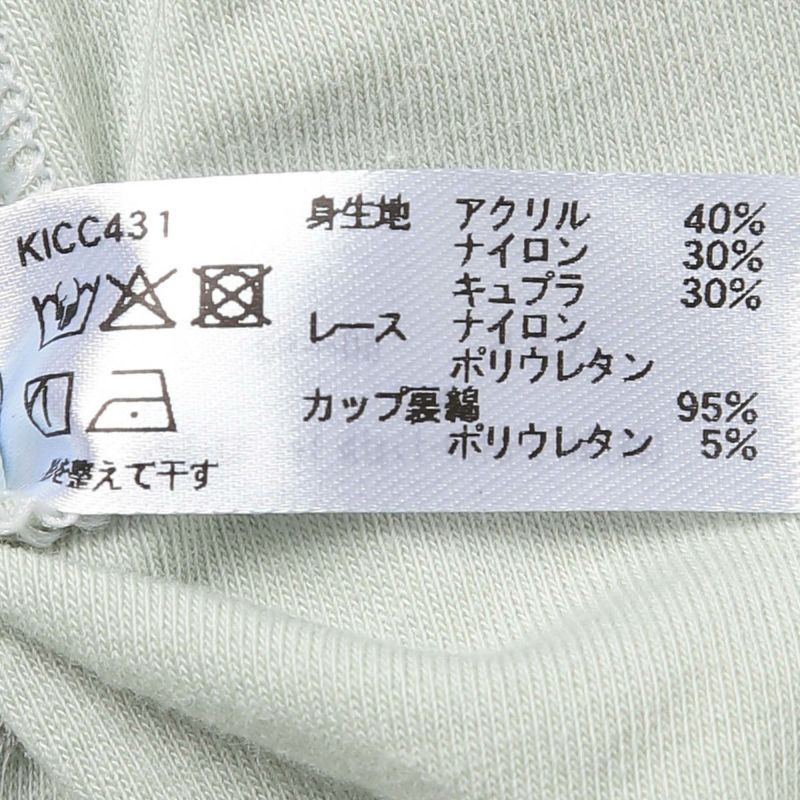 KICC431
身生地 アクリル 40%
ナイロン 30%
キュプラ 30%
レース ナイロン
ポリウレタン
カップ裏 綿 95%
ポリウレタン 5%
を整えて干す